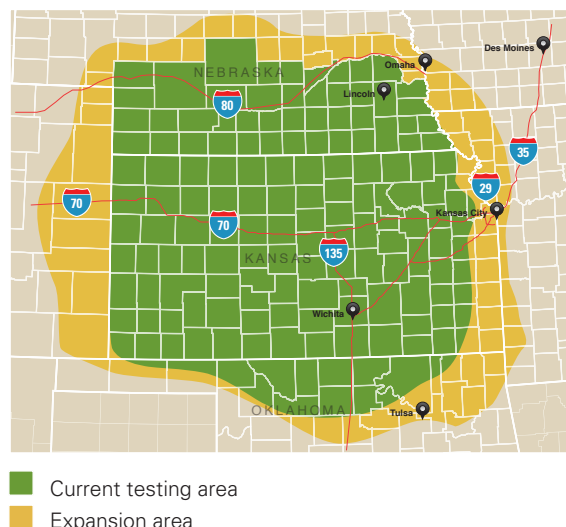 Des Moines
Omaha
NEBRASKA
Lincoln
80
35
29
70
Kansas City
70
135
KANSAS
Wichita
OKLAHOMA
Tulsa
Current testing area
Expansion area